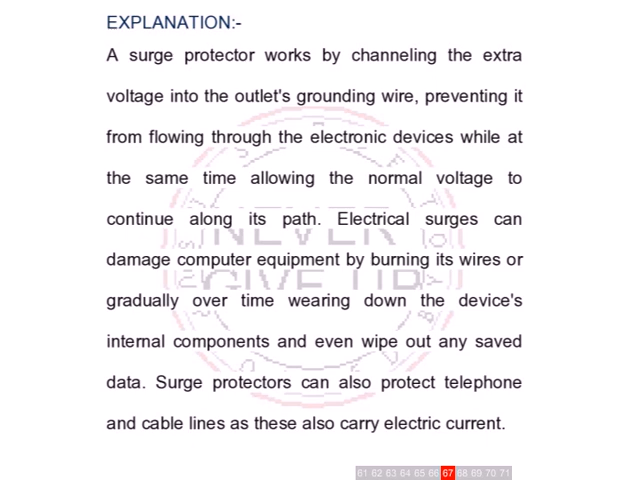 EXPLANATION:-
A surge protector works by channeling the extra
voltage into the outlet's grounding wire, preventing it
from flowing through the electronic devices while at
the same time allowing the normal voltage to
continue along its path. Electrical surges can
damage computer equipment by burning its wires or
gradually over time wearing down the device's
internal components and even wipe out any saved
data. Surge protectors can also protect telephone
and cable lines as these also carry electric current.
NEVER
GIVE UP
61 62 63 64 65 66 67 68 69 70 71